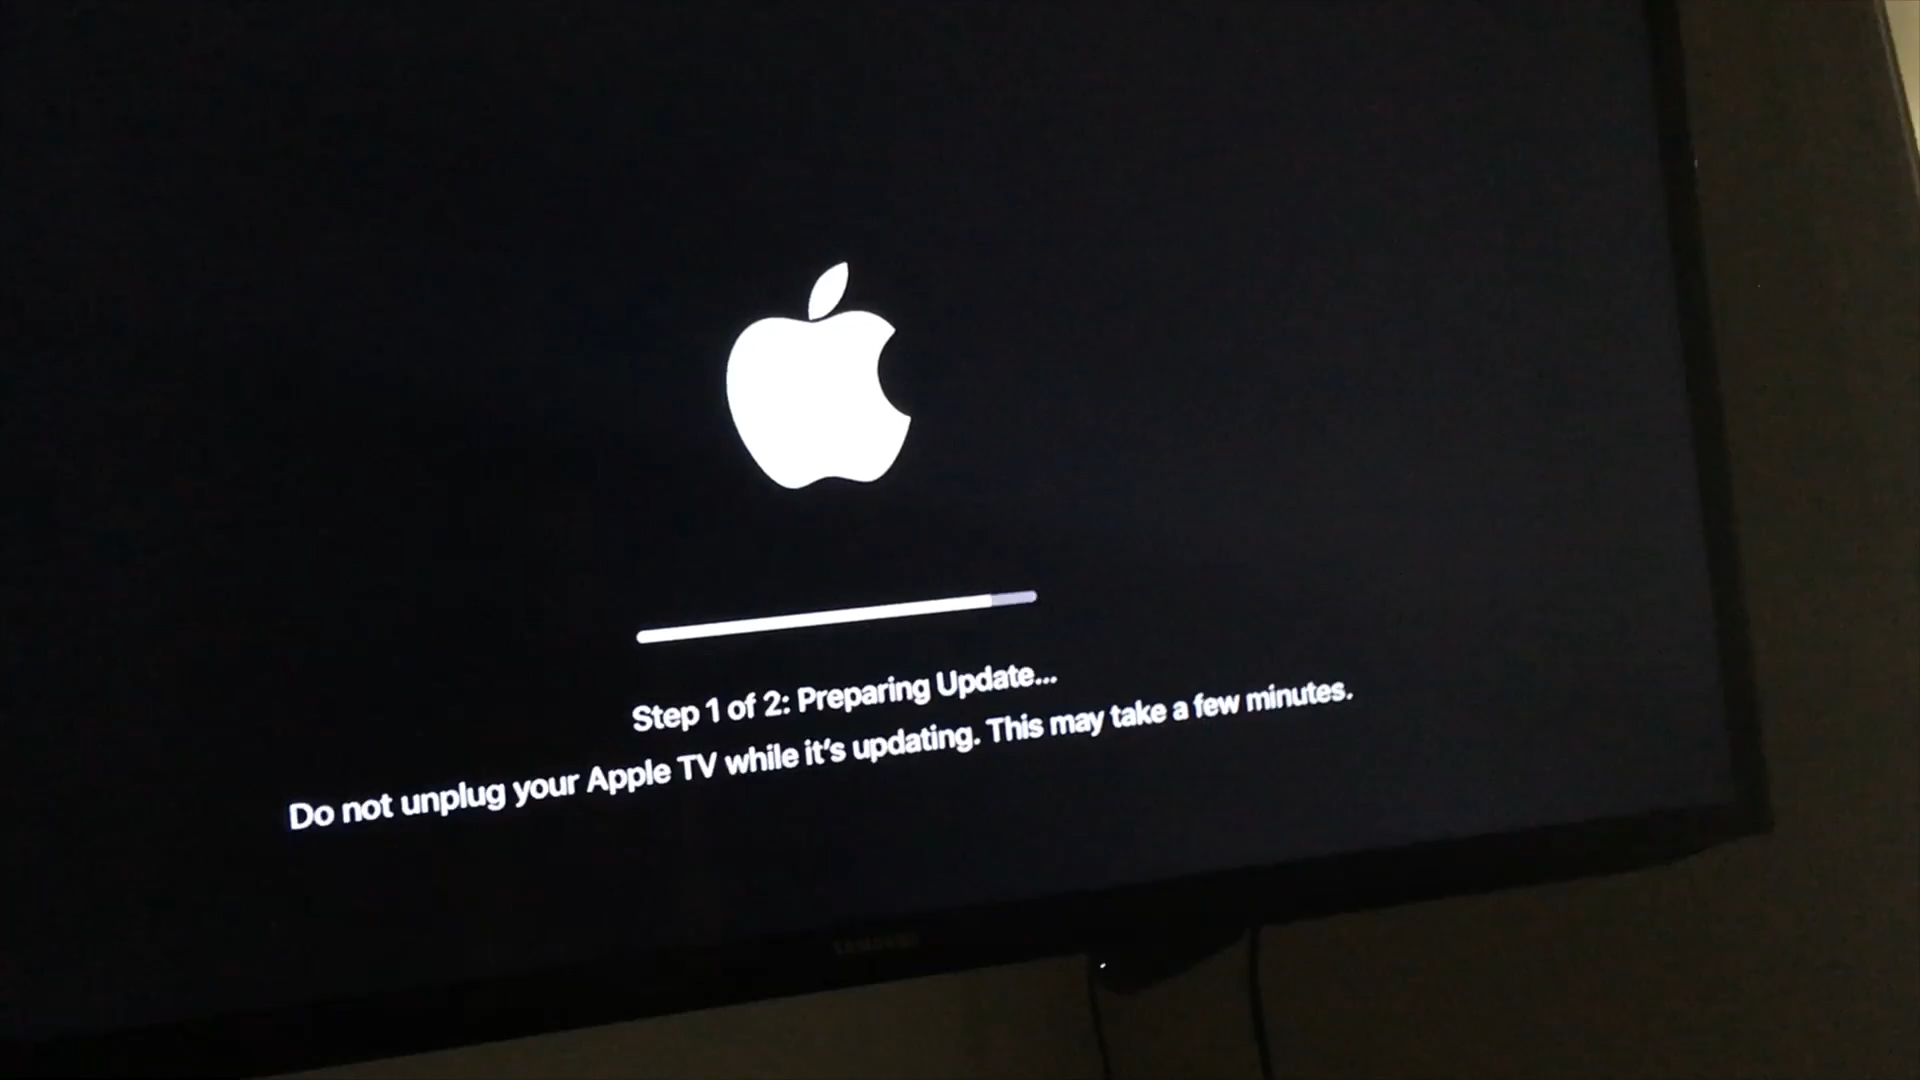 Step 1 of 2: Preparing Update...
Do not unplug your Apple TV while it's updating. This may take a few minutes.
SAMSUNG